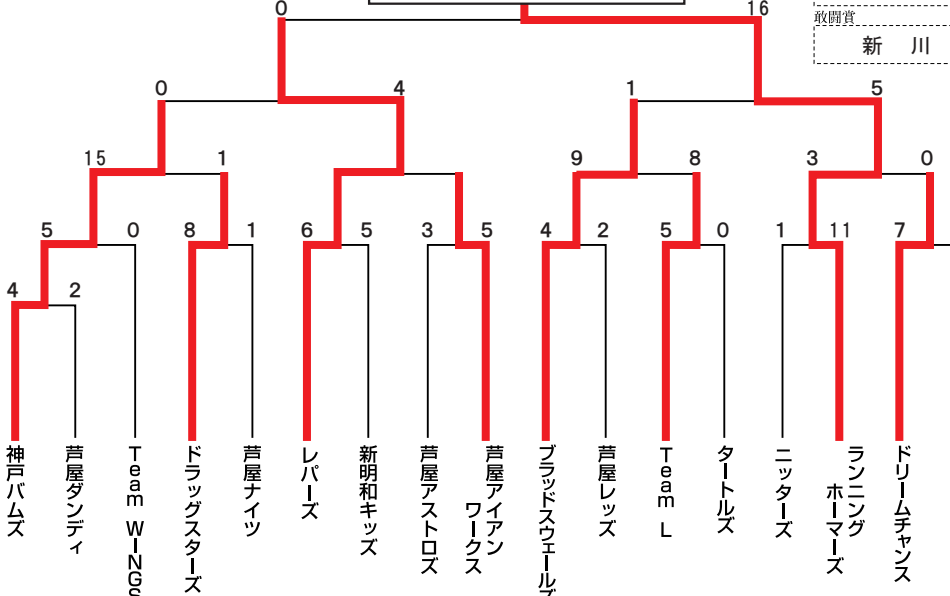 0
16
敢闘賞
新 川
0
4
1
5
15
1
9
8
3
0
5
0
8
1
6
5
3
5
4
2
5
0
1
11
7
4
2
神戸バムズ
芦屋ダンディ
Team WINGS
ドラッグスターズ
芦屋ナイツ
レパーズ
新明和キッズ
芦屋アストロズ
芦屋アイアン
ワークス
ブラッドスウェールズ
芦屋レッズ
Team L
タートルズ
ニッターズ
ランニング
ホーマーズ
ドリームチャンス